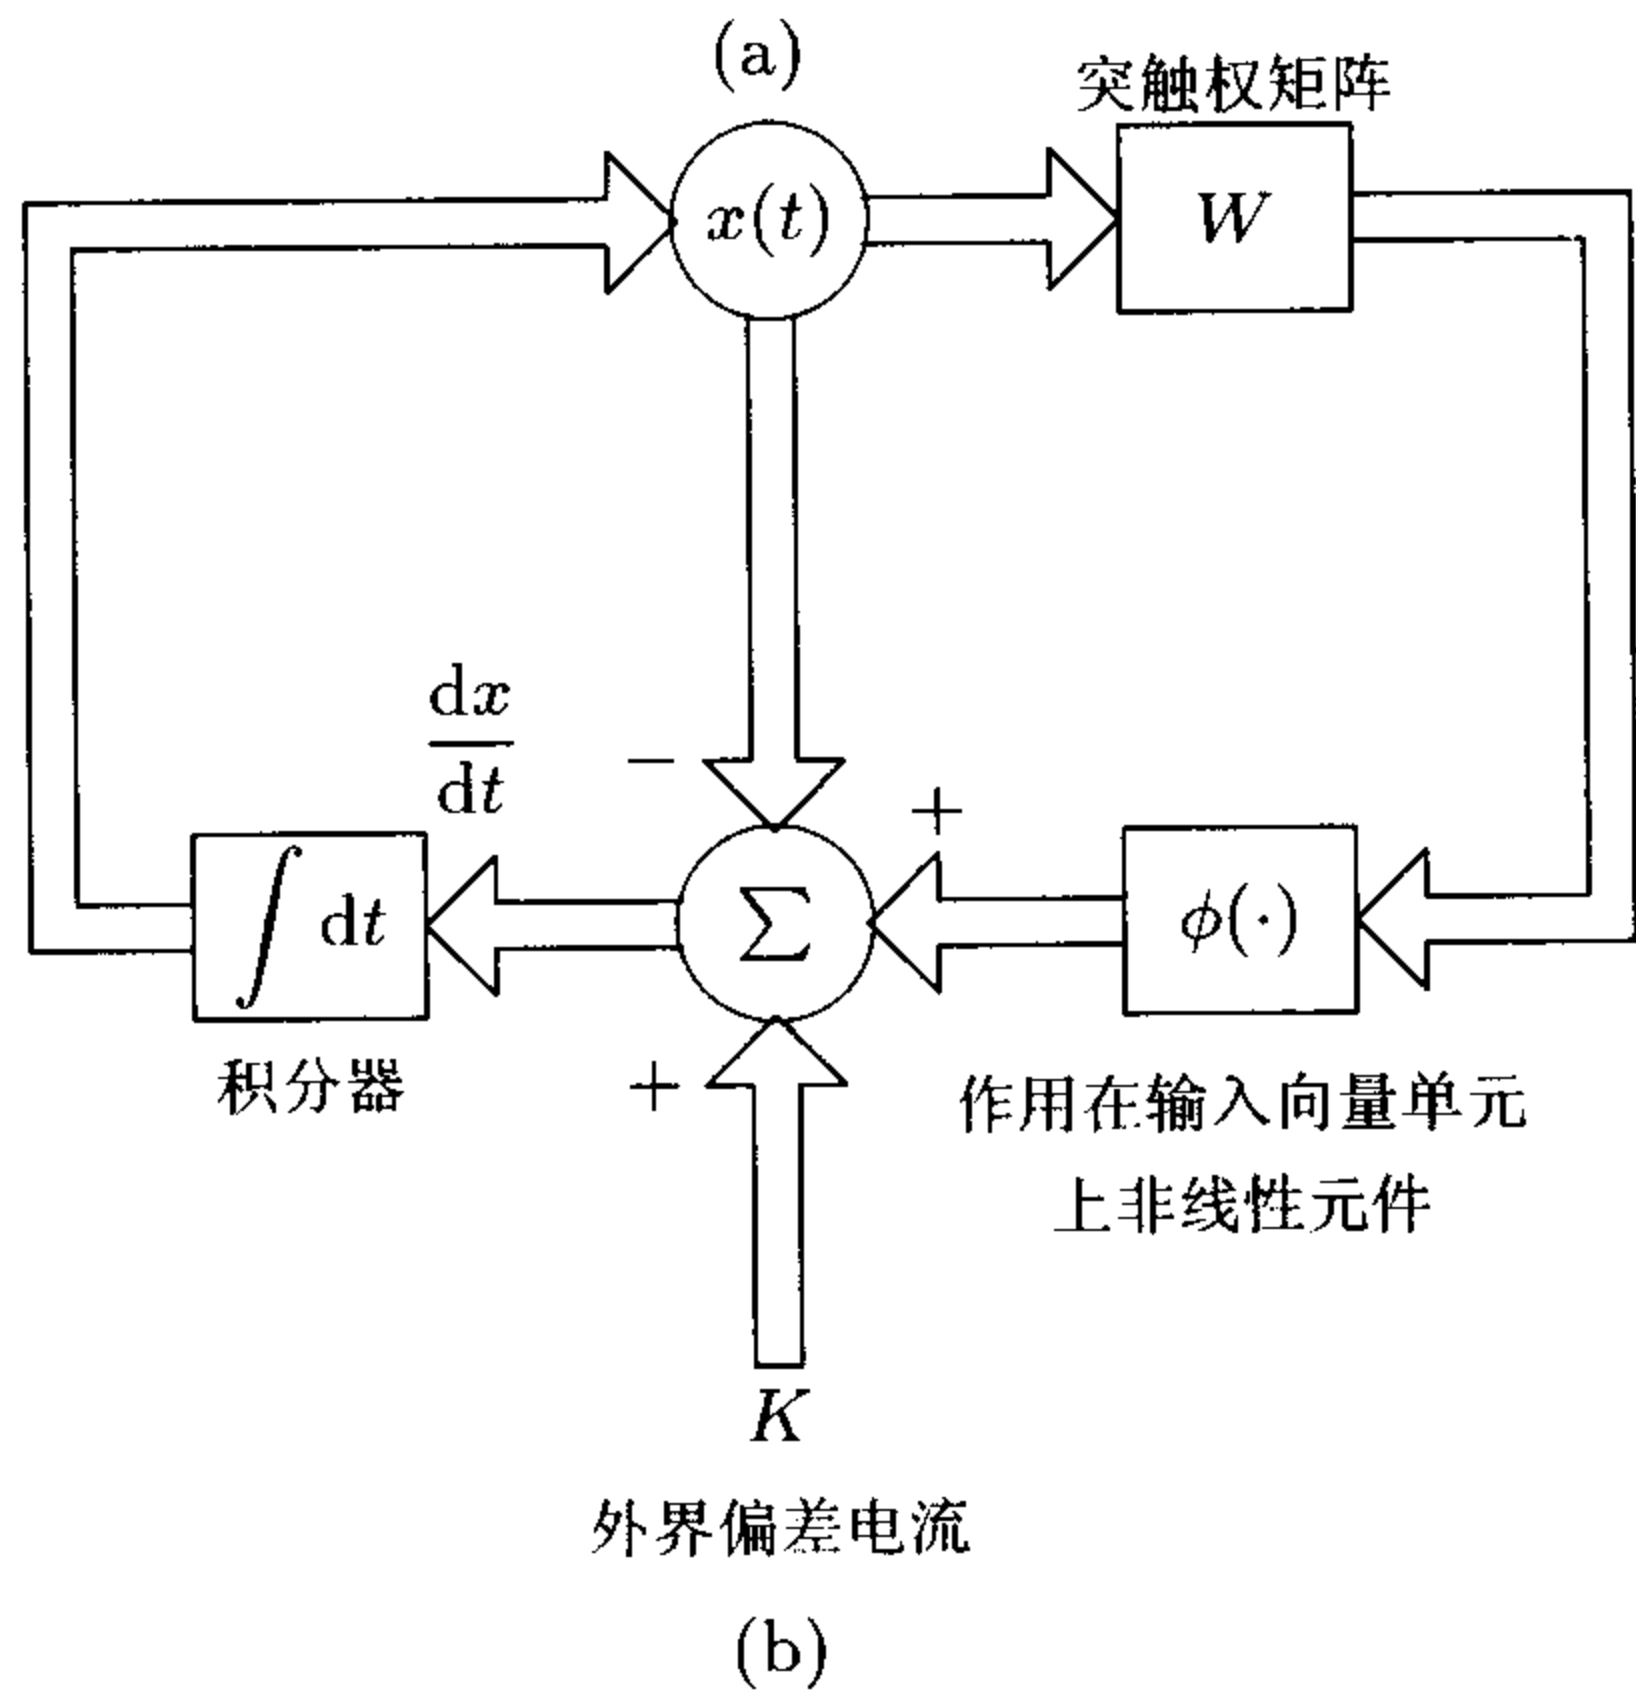 (a)
突触权矩阵
x(t)
W
dx
dt
−
+
∫ dt
Σ
ϕ(·)
积分器
+
作用在输入向量单元
上非线性元件
K
外界偏差电流
(b)